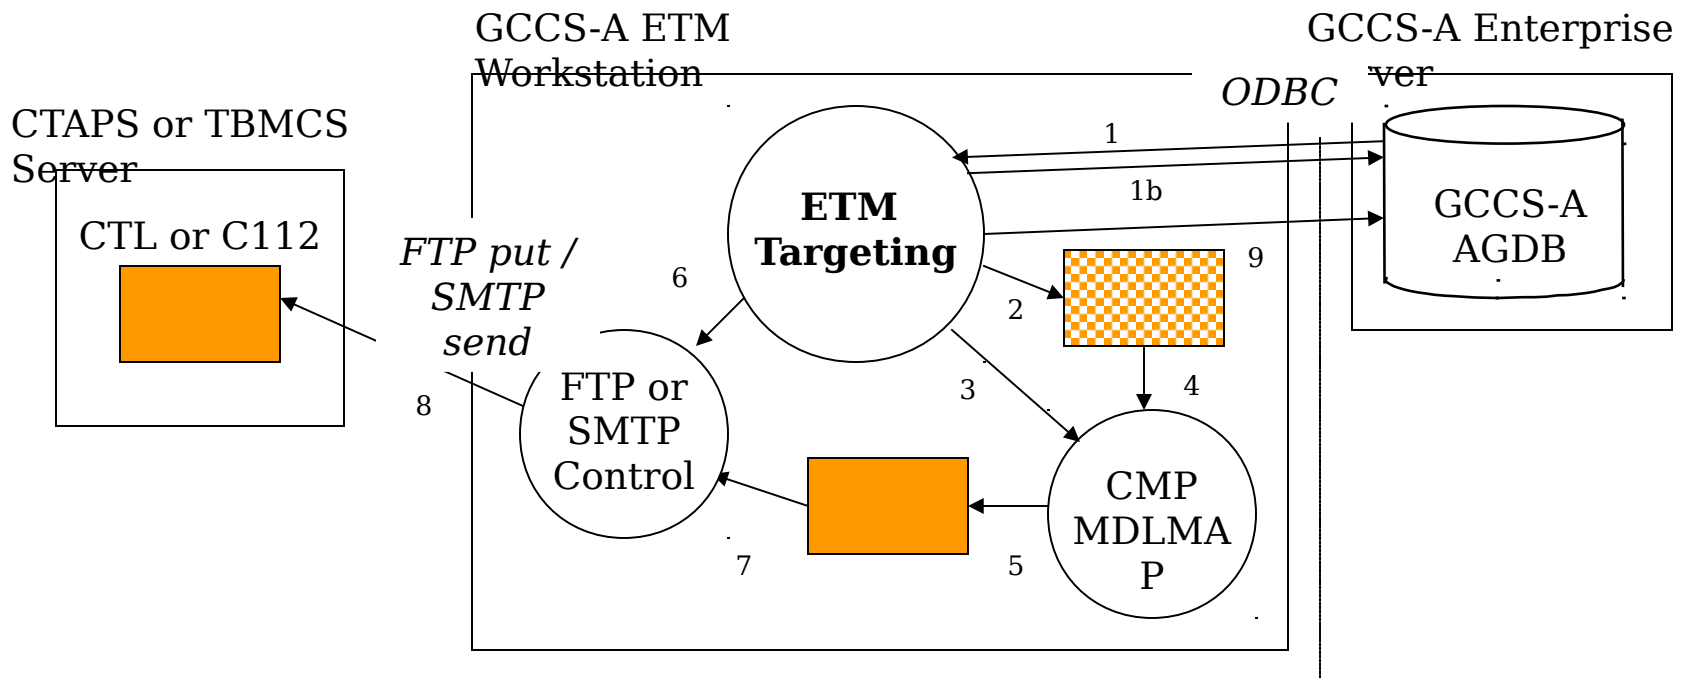 GCCS-A ETM
Workstation
GCCS-A Enterprise
ver
ODBC
CTAPS or TBMCS
Server
CTL or C112
FTP put /
SMTP
send
ETM
Targeting
GCCS-A
AGDB
1
1b
9
6
2
3
4
8
FTP or
SMTP
Control
CMP
MDLMA
P
7
5